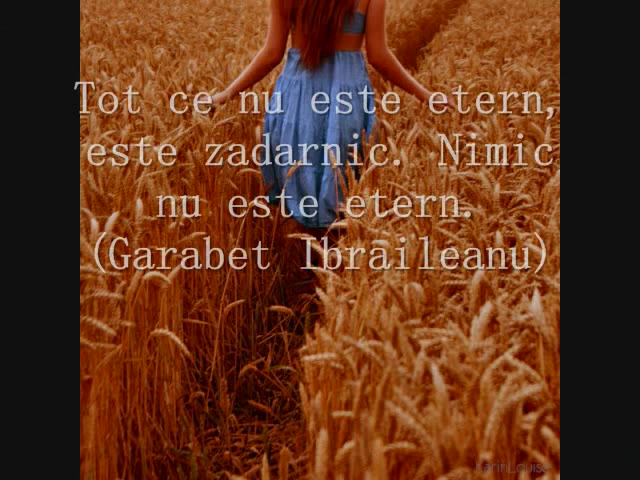 Tot ce nu este etern,
este zadarnic. Nimic
nu este etern.
(Garabet Ibraileanu)